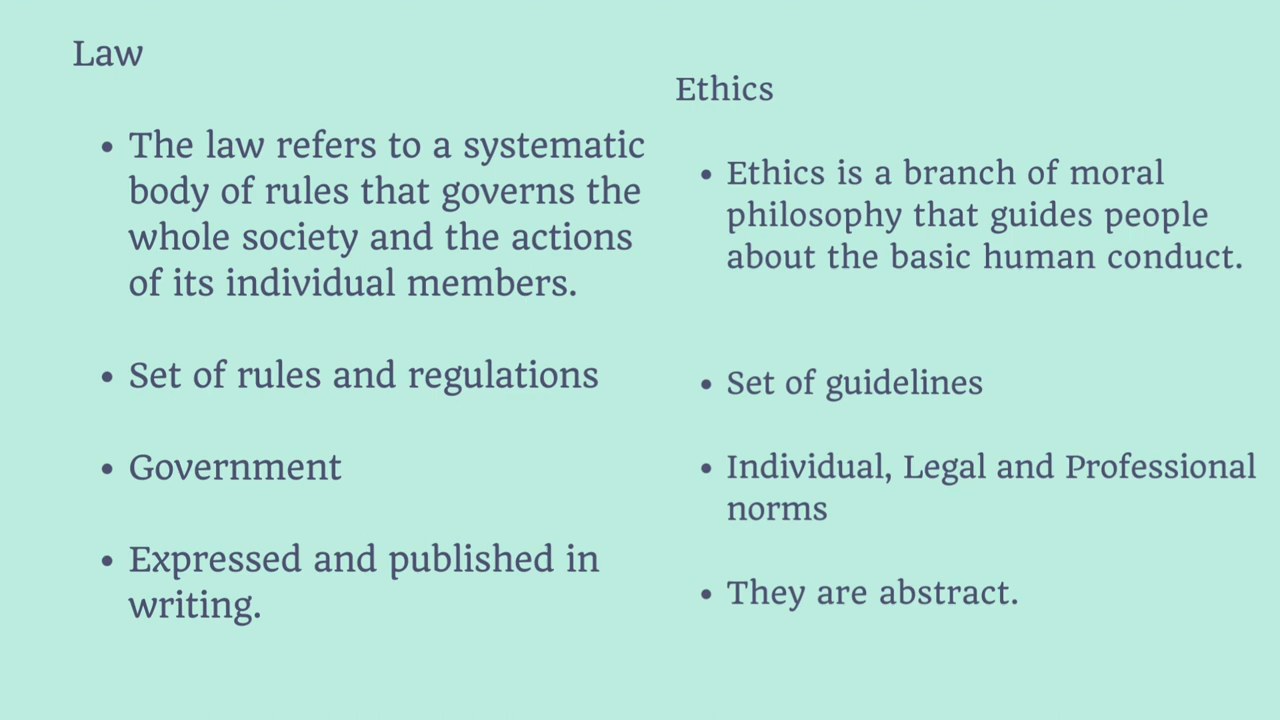 Law
• The law refers to a systematic
body of rules that governs the
whole society and the actions
of its individual members.
• Set of rules and regulations
• Government
• Expressed and published in
writing.
Ethics
• Ethics is a branch of moral
philosophy that guides people
about the basic human conduct.
• Set of guidelines
• Individual, Legal and Professional
norms
• They are abstract.